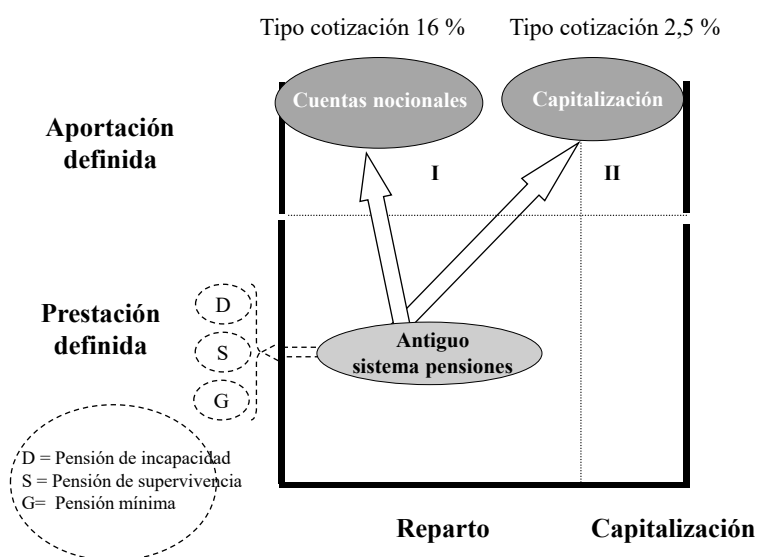 Tipo cotización 16 %
Tipo cotización 2,5 %
Cuentas nocionales
Capitalización
Aportación
definida
I
II
Prestación
definida
D
S
G
Antiguo
sistema pensiones
D = Pensión de incapacidad
S = Pensión de supervivencia
G= Pensión mínima
Reparto
Capitalización